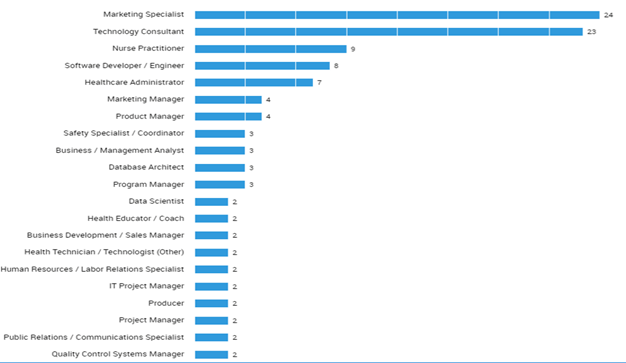 Marketing Specialist 24
Technology Consultant 23
Nurse Practitioner 9
Software Developer / Engineer 8
Healthcare Administrator 7
Marketing Manager 4
Product Manager 4
Safety Specialist / Coordinator 3
Business / Management Analyst 3
Database Architect 3
Program Manager 3
Data Scientist 2
Health Educator / Coach 2
Business Development / Sales Manager 2
Health Technician / Technologist (Other) 2
Human Resources / Labor Relations Specialist 2
IT Project Manager 2
Producer 2
Project Manager 2
Public Relations / Communications Specialist 2
Quality Control Systems Manager 2